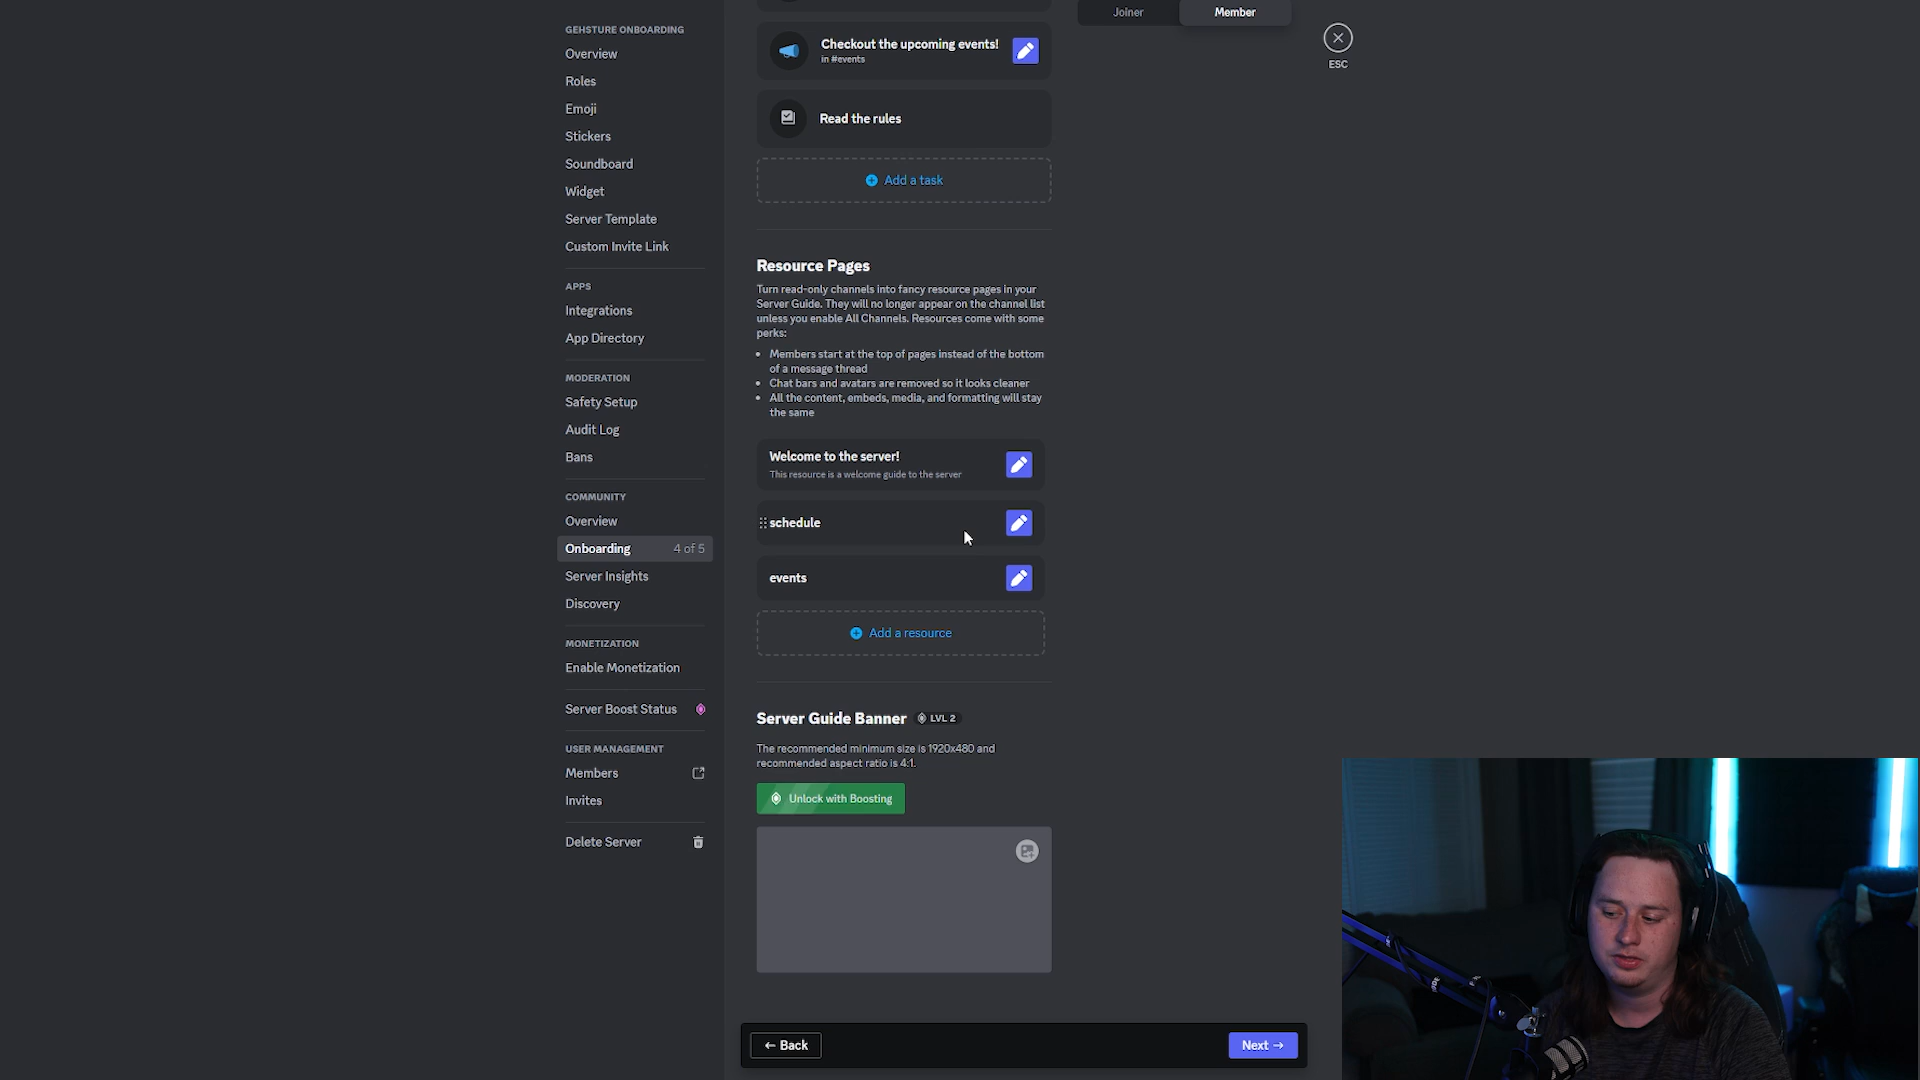 GEHSTURE ONBOARDING
Overview
Roles
Emoji
Stickers
Soundboard
Widget
Server Template
Custom Invite Link
APPS
Integrations
App Directory
MODERATION
Safety Setup
Audit Log
Bans
COMMUNITY
Overview
Onboarding 4 of 5
Server Insights
Discovery
MONETIZATION
Enable Monetization
Server Boost Status
USER MANAGEMENT
Members
Invites
Delete Server
Joiner Member
ESC
Checkout the upcoming events!
in #events
Read the rules
Add a task
Resource Pages
Turn read-only channels into fancy resource pages in your
Server Guide. They will no longer appear on the channel list
unless you enable All Channels. Resources come with some
perks:
• Members start at the top of pages instead of the bottom
of a message thread
• Chat bars and avatars are removed so it looks cleaner
• All the content, embeds, media, and formatting will stay
the same
Welcome to the server!
This resource is a welcome guide to the server
schedule
events
Add a resource
Server Guide Banner LVL 2
The recommended minimum size is 1920x480 and
recommended aspect ratio is 4:1.
Unlock with Boosting
← Back
Next →